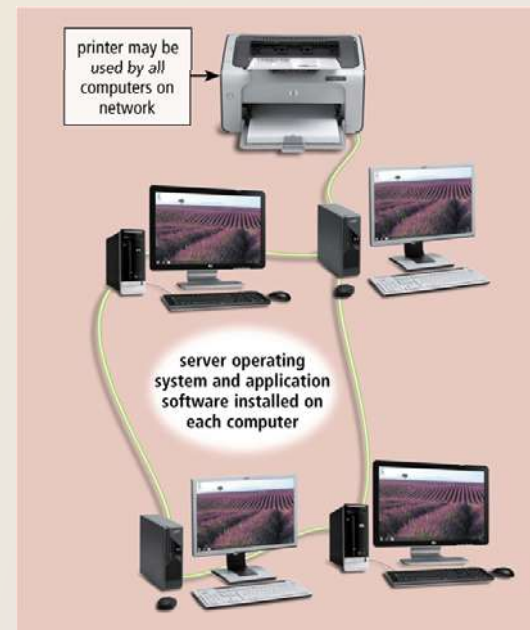 printer may be
used by all
computers on
network
server operating
system and application
software installed on
each computer